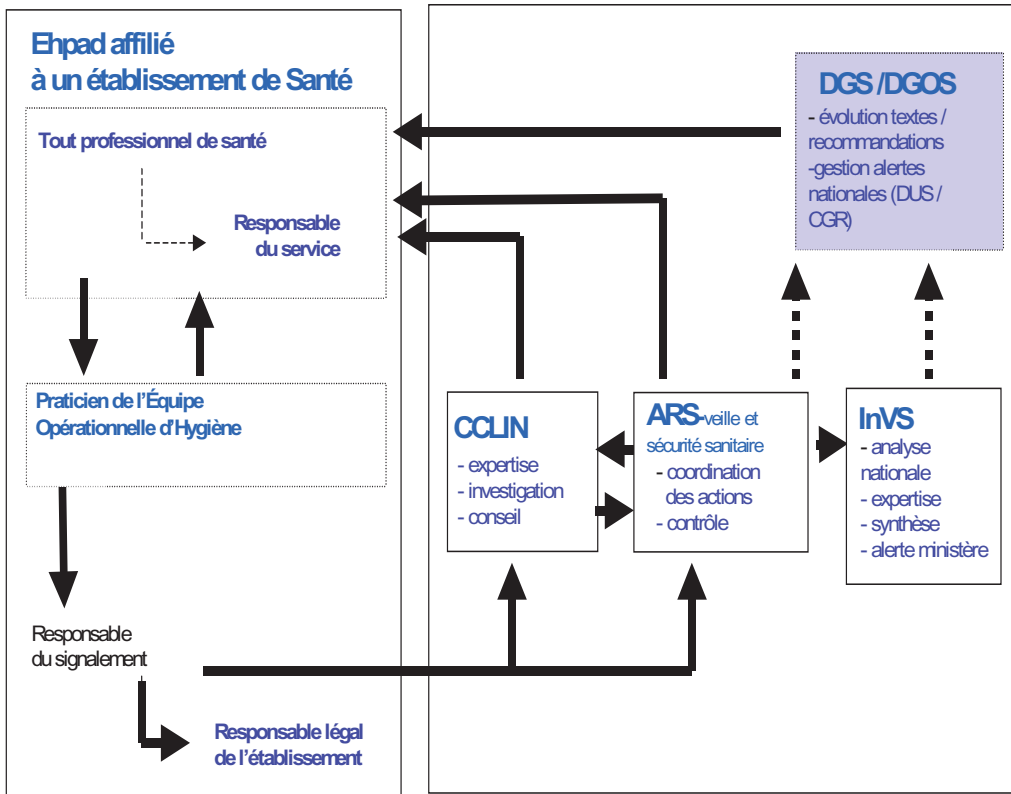 Ehpad affilié
à un établissement de Santé
Tout professionnel de santé
Responsable
du service
Praticien de l'Équipe
Opérationnelle d'Hygiène
Responsable
du signalement
Responsable légal
de l'établissement
DGS /DGOS
- évolution textes /
recommandations
-gestion alertes
nationales (DUS /
CGR)
CCLIN
- expertise
- investigation
- conseil
ARS-veille et
sécurité sanitaire
- coordination
des actions
- contrôle
InVS
- analyse
nationale
- expertise
- synthèse
- alerte ministère